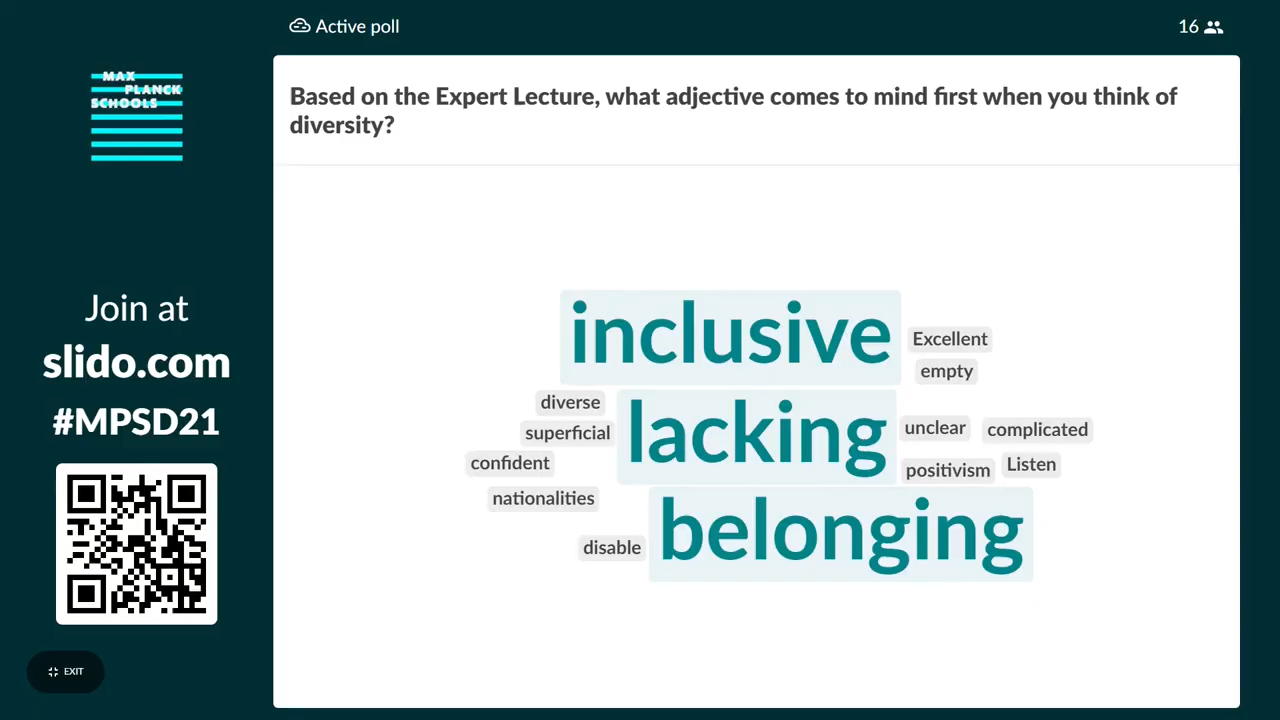 Active poll
16
MAX
PLANCK
SCHOOLS
Based on the Expert Lecture, what adjective comes to mind first when you think of
diversity?
Join at
slido.com
#MPSD21
EXIT
inclusive
Excellent
empty
diverse
superficial
lacking
unclear
complicated
confident
positivism
Listen
nationalities
disable
belonging